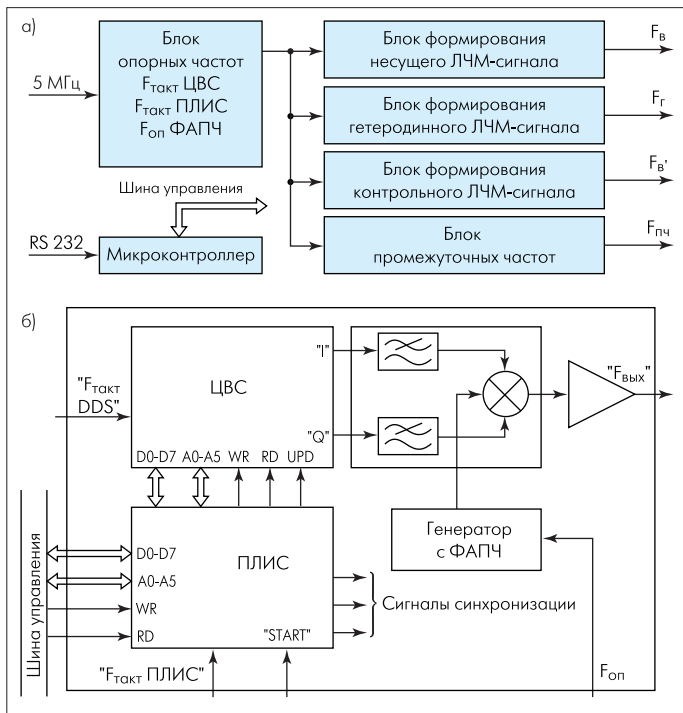 а)
5 МГц
Блок
опорных частот
Fтакт ЦВС
Fтакт ПЛИС
Fоп ФАПЧ
Блок формирования
несущего ЛЧМ-сигнала
Fв
Блок формирования
гетеродинного ЛЧМ-сигнала
Fг
Блок формирования
контрольного ЛЧМ-сигнала
Fв'
Блок
промежуточных частот
Fпч
Шина управления
RS 232
Микроконтроллер
б)
"Fтакт
DDS"
ЦВС
"I"
"Q"
D0-D7 A0-A5 WR RD UPD
"Fвых"
Генератор
с ФАПЧ
Шина управления
ПЛИС
D0-D7
A0-A5
WR
RD
"START"
Сигналы синхронизации
"Fтакт ПЛИС"
Fоп